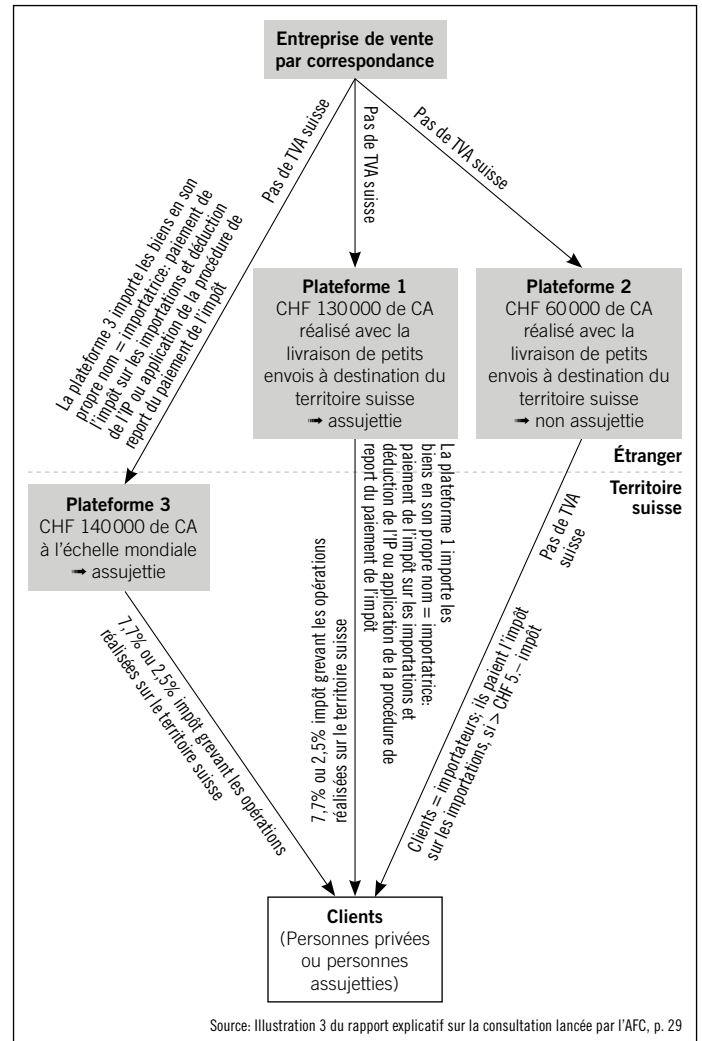 Entreprise de vente
par correspondance
Pas de TVA suisse
Pas de TVA suisse
Pas de TVA suisse
La plateforme 3 importe les biens en son
propre nom = importatrice: paiement de
l'impôt sur les importations et déduction
de l'IP ou application de la procédure de
report du paiement de l'impôt
Plateforme 1
CHF 130 000 de CA
réalisé avec la
livraison de petits
envois à destination du
territoire suisse
➟ assujettie
Plateforme 2
CHF 60 000 de CA
réalisé avec la
livraison de petits
envois à destination du
territoire suisse
➟ non assujettie
Étranger
Territoire
suisse
Plateforme 3
CHF 140 000 de CA
à l'échelle mondiale
➟ assujettie
La plateforme 1 importe les
biens en son propre nom = importatrice:
paiement de l'impôt sur les importations et
déduction de l'IP ou application de la procédure de
report du paiement de l'impôt
Pas de TVA
suisse
7,7% ou 2,5% impôt grevant les opérations
réalisées sur le territoire suisse
7,7% ou 2,5% impôt grevant les opérations
réalisées sur le territoire suisse
Clients = importateurs; ils paient l'impôt
sur les importations, si > CHF 5.– impôt
Clients
(Personnes privées
ou personnes
assujetties)
Source: Illustration 3 du rapport explicatif sur la consultation lancée par l'AFC, p. 29